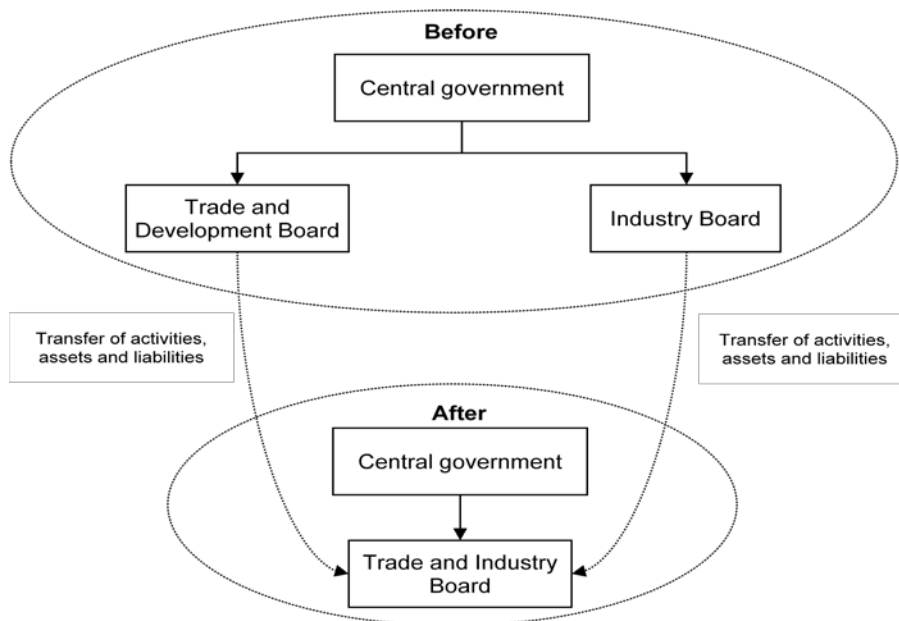 Before
Central government
Trade and
Development Board
Industry Board
Transfer of activities,
assets and liabilities
Transfer of activities,
assets and liabilities
After
Central government
Trade and Industry
Board